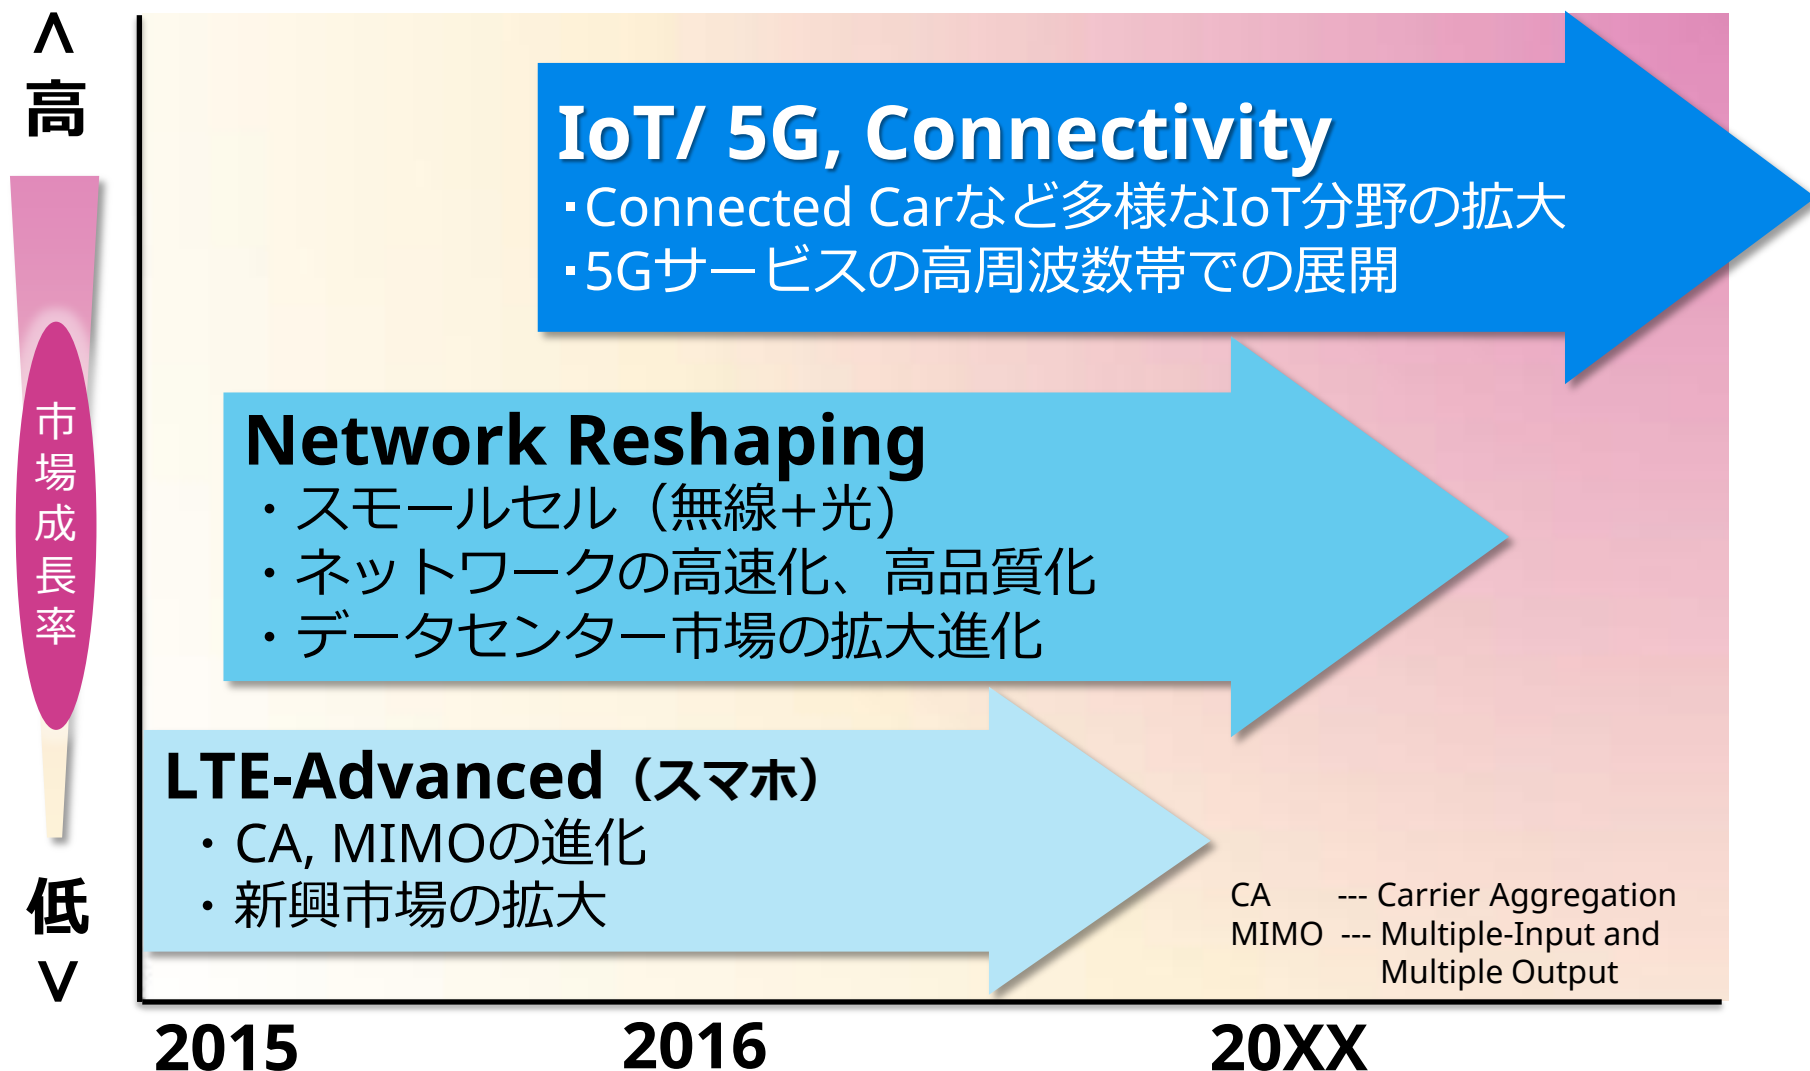 <
高
市場成長率
低
>
IoT/ 5G, Connectivity
・Connected Carなど多様なIoT分野の拡大
・5Gサービスの高周波数帯での展開
Network Reshaping
・スモールセル（無線+光)
・ネットワークの高速化、高品質化
・データセンター市場の拡大進化
LTE-Advanced（スマホ）
・CA, MIMOの進化
・新興市場の拡大
CA --- Carrier Aggregation
MIMO --- Multiple-Input and
Multiple Output
2015 2016 20XX